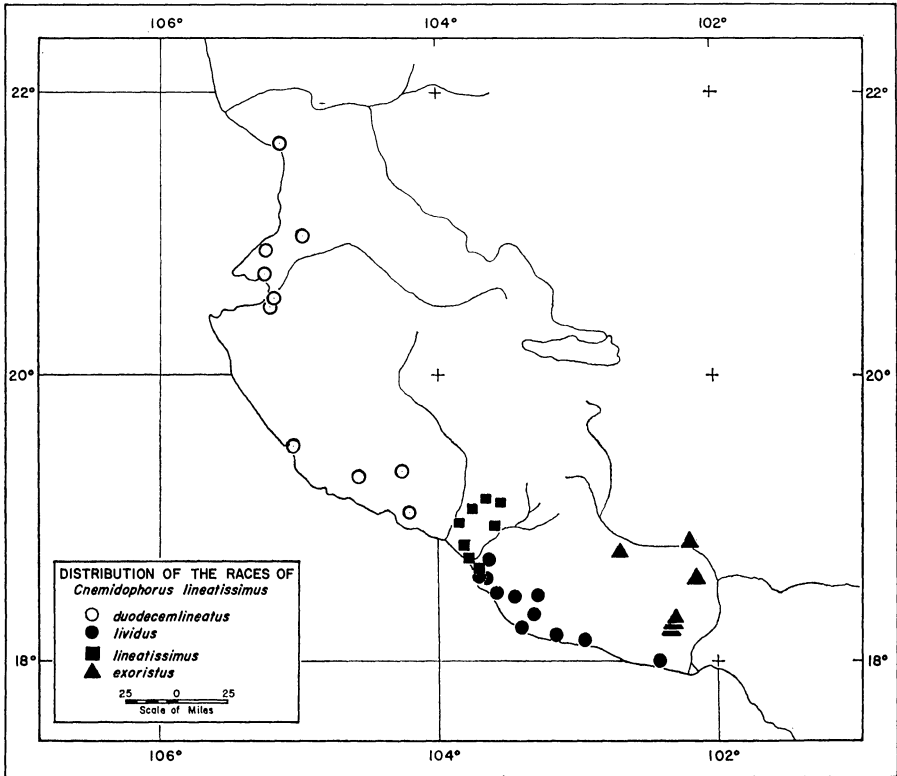 106° 104° 102°
22° 22°
20° 20°
DISTRIBUTION OF THE RACES OF
Cnemidophorus lineatissimus
duodecemlineatus
lividus
lineatissimus
exoristus
25 0 25
Scale of Miles
18° 18°
106° 104° 102°